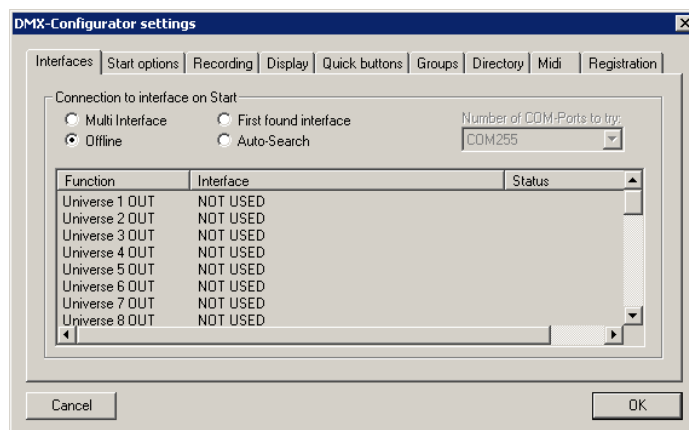 DMX-Configurator settings
Interfaces Start options Recording Display Quick buttons Groups Directory Midi Registration
Connection to interface on Start
Multi Interface First found interface Number of COM-Ports to try:
Offline Auto-Search COM255
Function Interface Status
Universe 1 OUT NOT USED
Universe 2 OUT NOT USED
Universe 3 OUT NOT USED
Universe 4 OUT NOT USED
Universe 5 OUT NOT USED
Universe 6 OUT NOT USED
Universe 7 OUT NOT USED
Universe 8 OUT NOT USED
Cancel OK